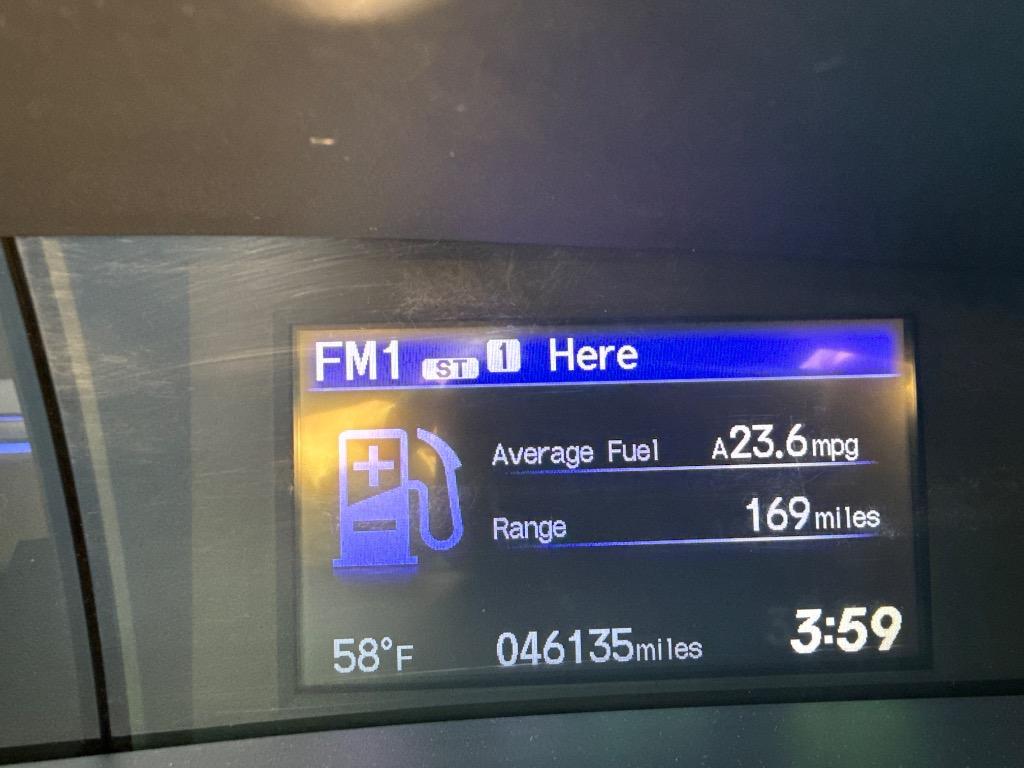 FM1 ST 1 Here
Average Fuel A23.6mpg
Range 169miles
58°F 046135miles 3:59